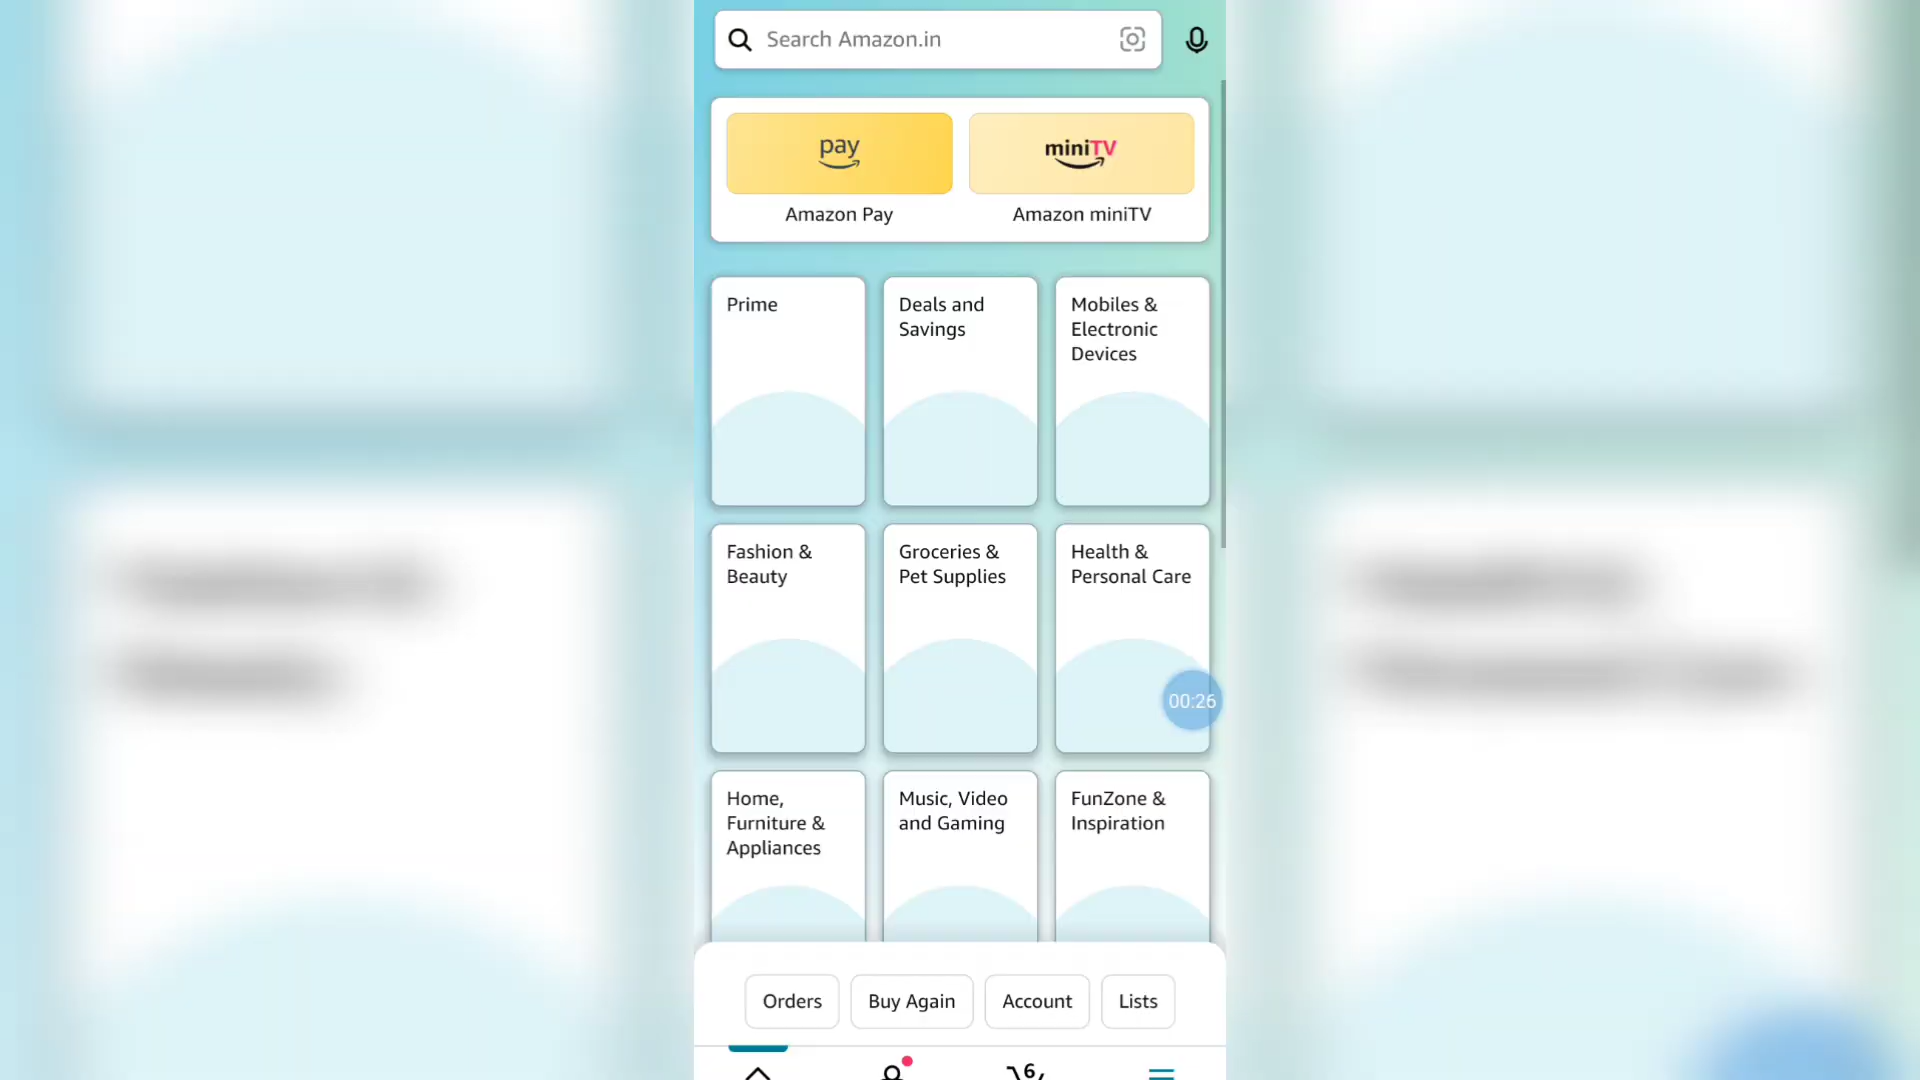 Search Amazon.in
pay
miniTV
Amazon Pay
Amazon miniTV
Prime
Deals and
Savings
Mobiles &
Electronic
Devices
Fashion &
Beauty
Groceries &
Pet Supplies
Health &
Personal Care
00:26
Home,
Furniture &
Appliances
Music, Video
and Gaming
FunZone &
Inspiration
Orders
Buy Again
Account
Lists
6